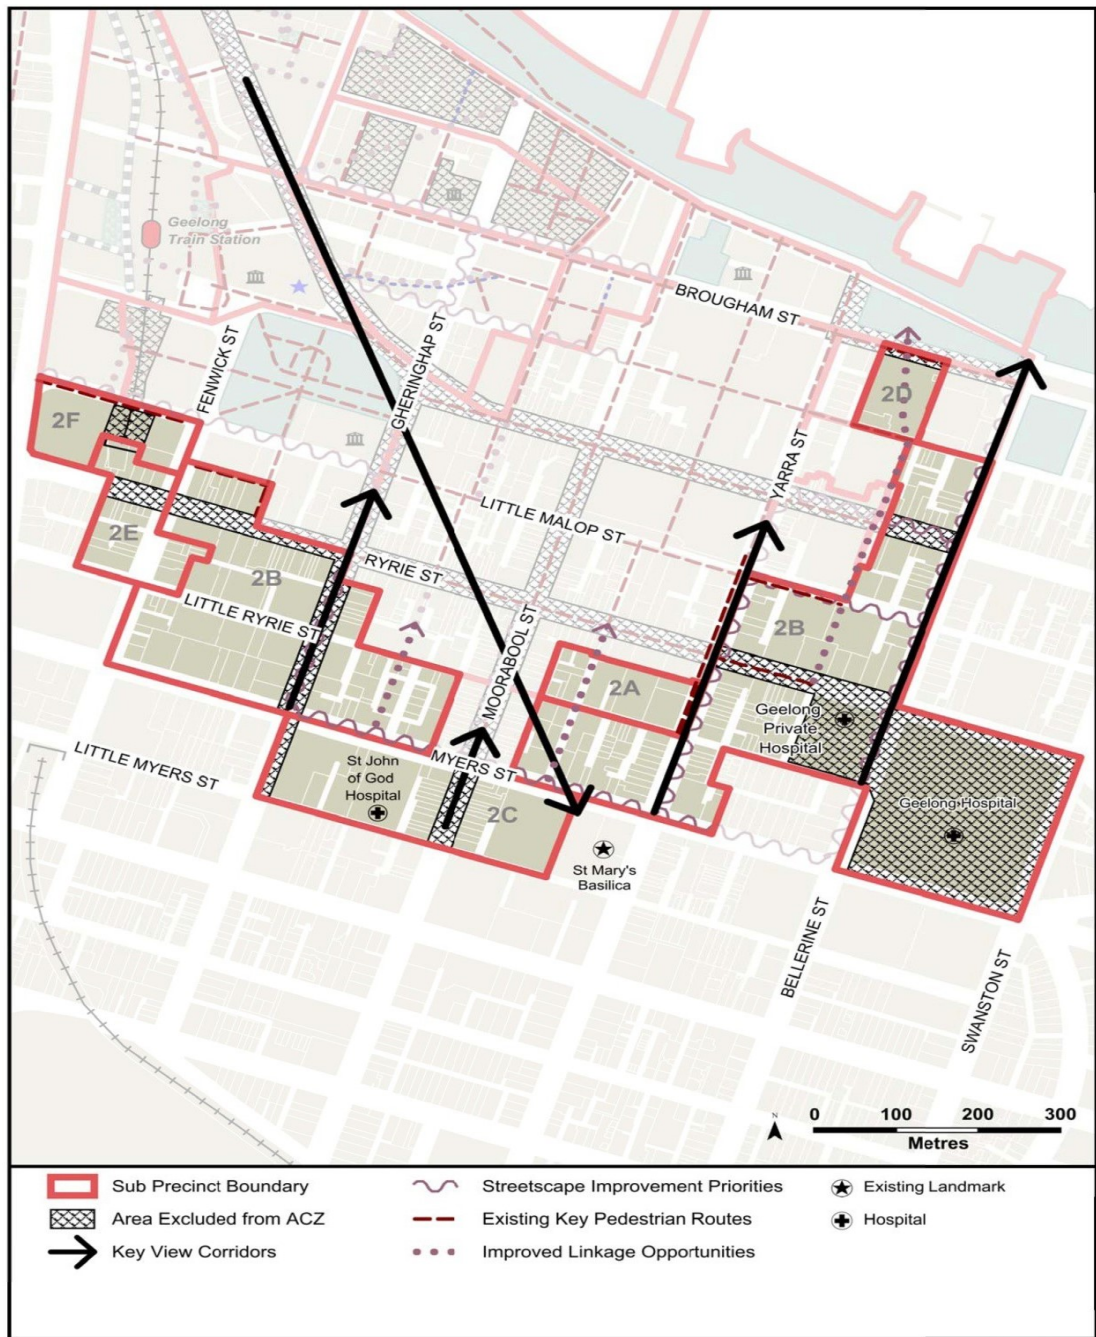 Geelong
Train Station
BROUGHAM ST
FENWICK ST
GHERINGHAP ST
2D
2F
YARRA ST
LITTLE MALOP ST
2E
RYRIE ST
2B
LITTLE RYRIE ST
2B
MOORABOOL ST
2A
Geelong
Private
Hospital
MYERS ST
LITTLE MYERS ST
St John
of God
Hospital
Geelong Hospital
2C
St Mary's
Basilica
BELLERINE ST
SWANSTON ST
N
0 100 200 300
Metres
Sub Precinct Boundary
Streetscape Improvement Priorities
Existing Landmark
Area Excluded from ACZ
Existing Key Pedestrian Routes
Hospital
Key View Corridors
Improved Linkage Opportunities